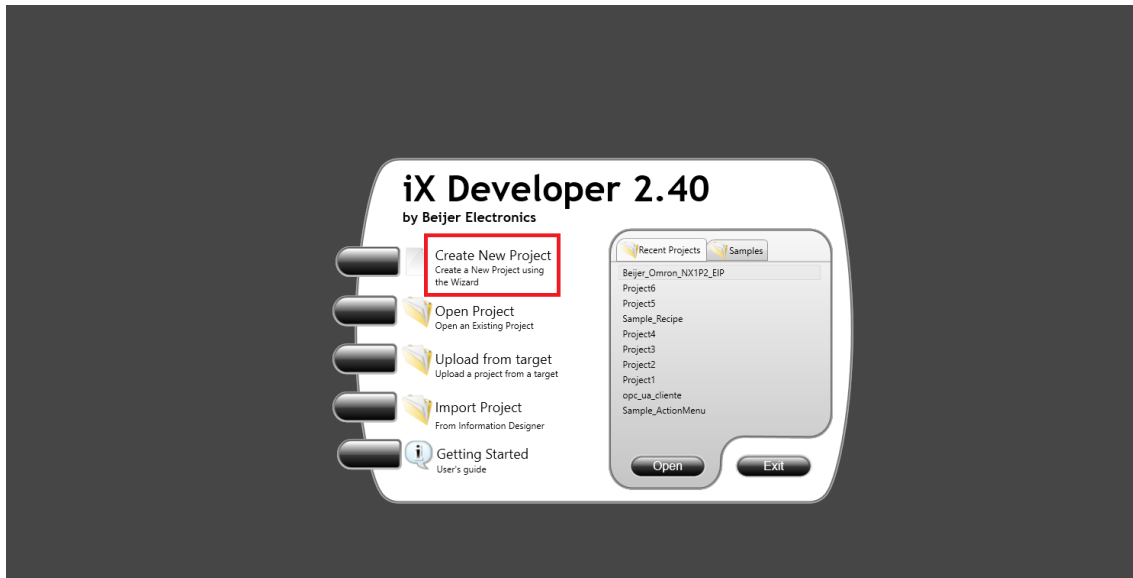 iX Developer 2.40
by Beijer Electronics
Create New Project
Create a New Project using
the Wizard
Open Project
Open an Existing Project
Upload from target
Upload a project from a target
Import Project
From Information Designer
Getting Started
User's guide
Recent Projects
Samples
Beijer_Omron_NX1P2_EIP
Project6
Project5
Sample_Recipe
Project4
Project3
Project2
Project1
opc_ua_cliente
Sample_ActionMenu
Open
Exit